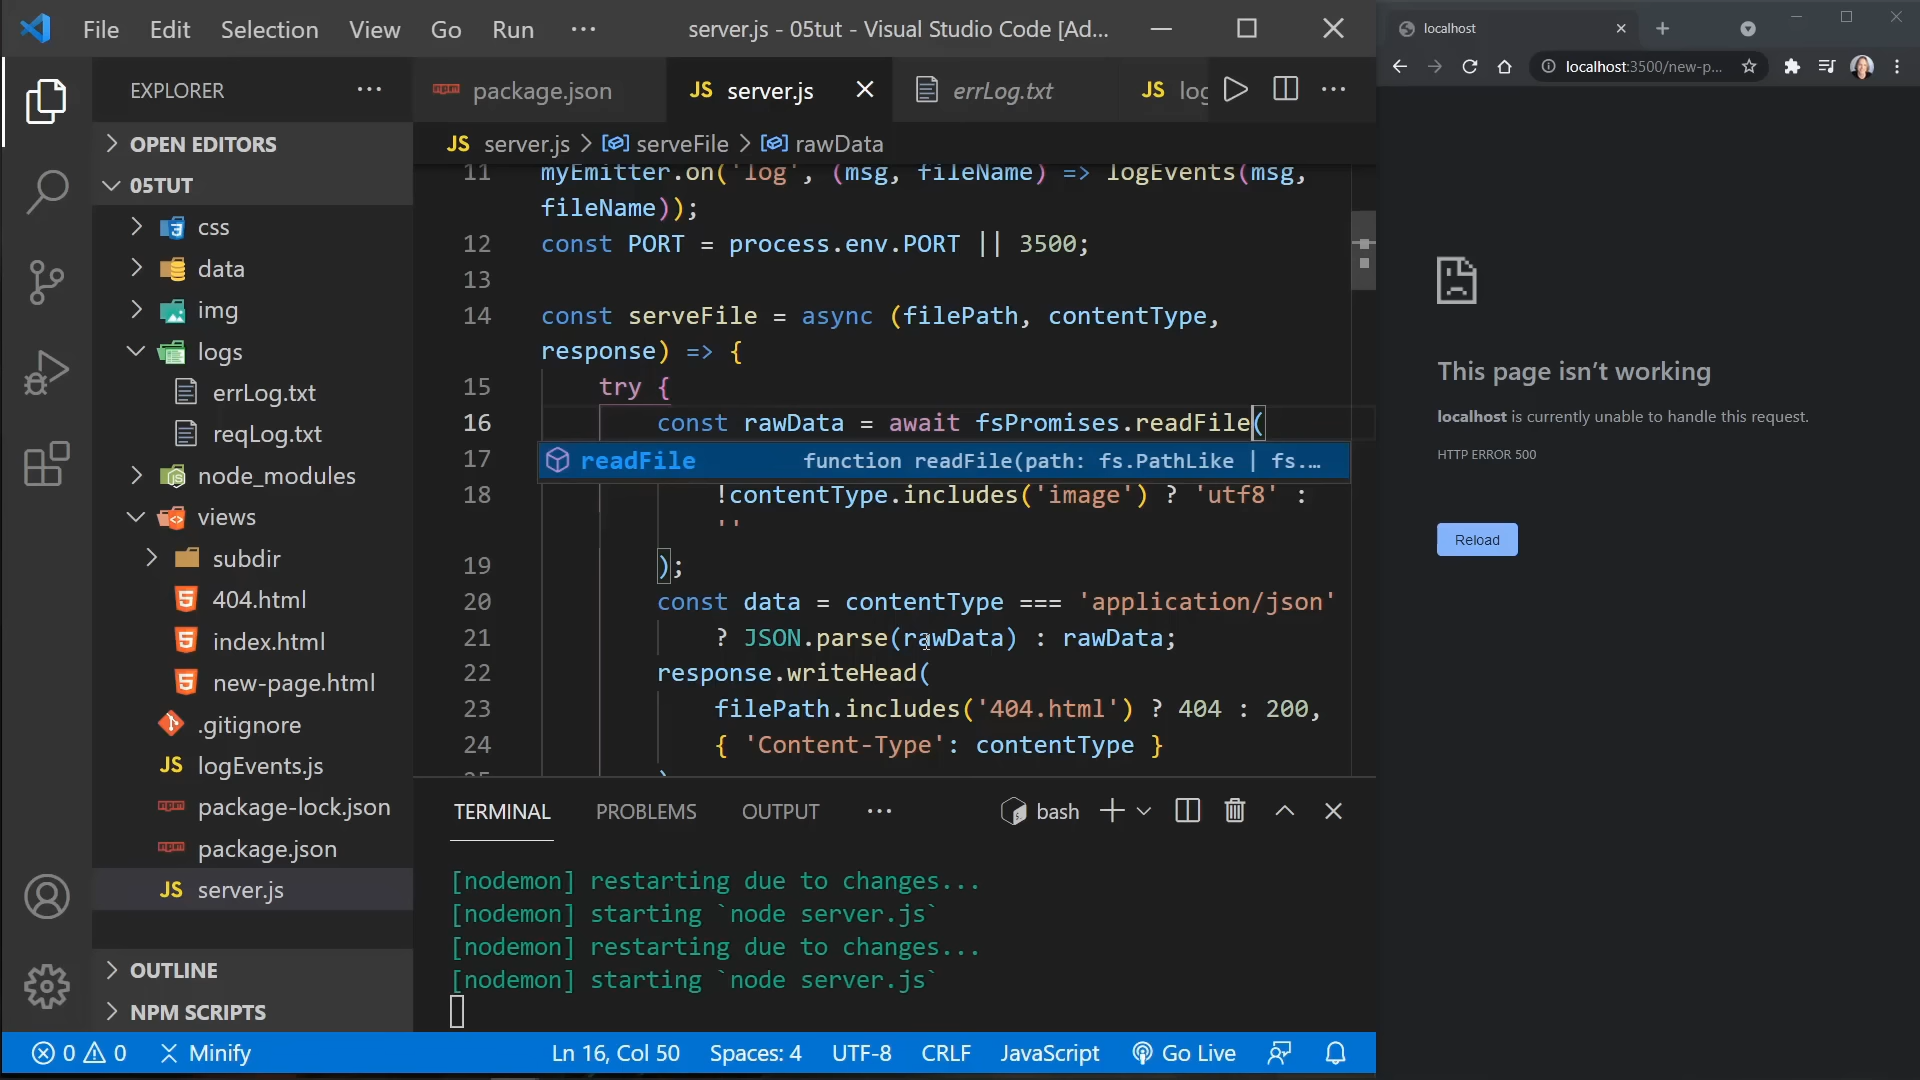 File Edit Selection View Go Run ···
server.js - 05tut - Visual Studio Code [Ad...
EXPLORER ···
OPEN EDITORS
05TUT
css
data
img
logs
errLog.txt
reqLog.txt
node_modules
views
subdir
404.html
index.html
new-page.html
.gitignore
JS logEvents.js
package-lock.json
package.json
JS server.js
OUTLINE
NPM SCRIPTS
package.json
JS server.js
errLog.txt
JS log
JS server.js > serveFile > rawData
11 myEmitter.on('log', (msg, fileName) => logEvents(msg,
fileName));
12 const PORT = process.env.PORT || 3500;
13
14 const serveFile = async (filePath, contentType,
response) => {
15 try {
16 const rawData = await fsPromises.readFile(
17 readFile function readFile(path: fs.PathLike | fs.…
18 !contentType.includes('image') ? 'utf8' :
''
19 );
20 const data = contentType === 'application/json'
21 ? JSON.parse(rawData) : rawData;
22 response.writeHead(
23 filePath.includes('404.html') ? 404 : 200,
24 { 'Content-Type': contentType }
25 )
TERMINAL PROBLEMS OUTPUT ··· bash
[nodemon] restarting due to changes...
[nodemon] starting `node server.js`
[nodemon] restarting due to changes...
[nodemon] starting `node server.js`
0 0 Minify Ln 16, Col 50 Spaces: 4 UTF-8 CRLF JavaScript Go Live
localhost
localhost:3500/new-p...
This page isn’t working
localhost is currently unable to handle this request.
HTTP ERROR 500
Reload